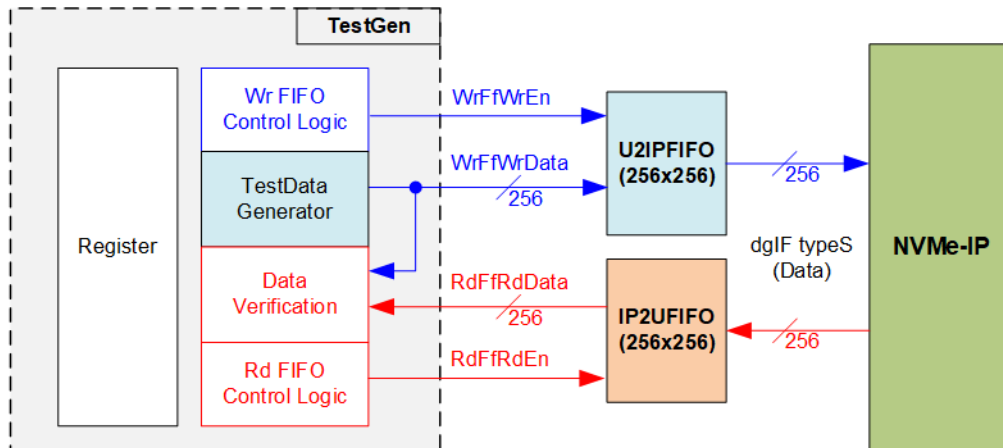 TestGen
Register
Wr FIFO
Control Logic
TestData
Generator
Data
Verification
Rd FIFO
Control Logic
WrFfWrEn
WrFfWrData
256
RdFfRdData
256
RdFfRdEn
U2IPFIFO
(256x256)
IP2UFIFO
(256x256)
256
dgIF typeS
(Data)
256
NVMe-IP